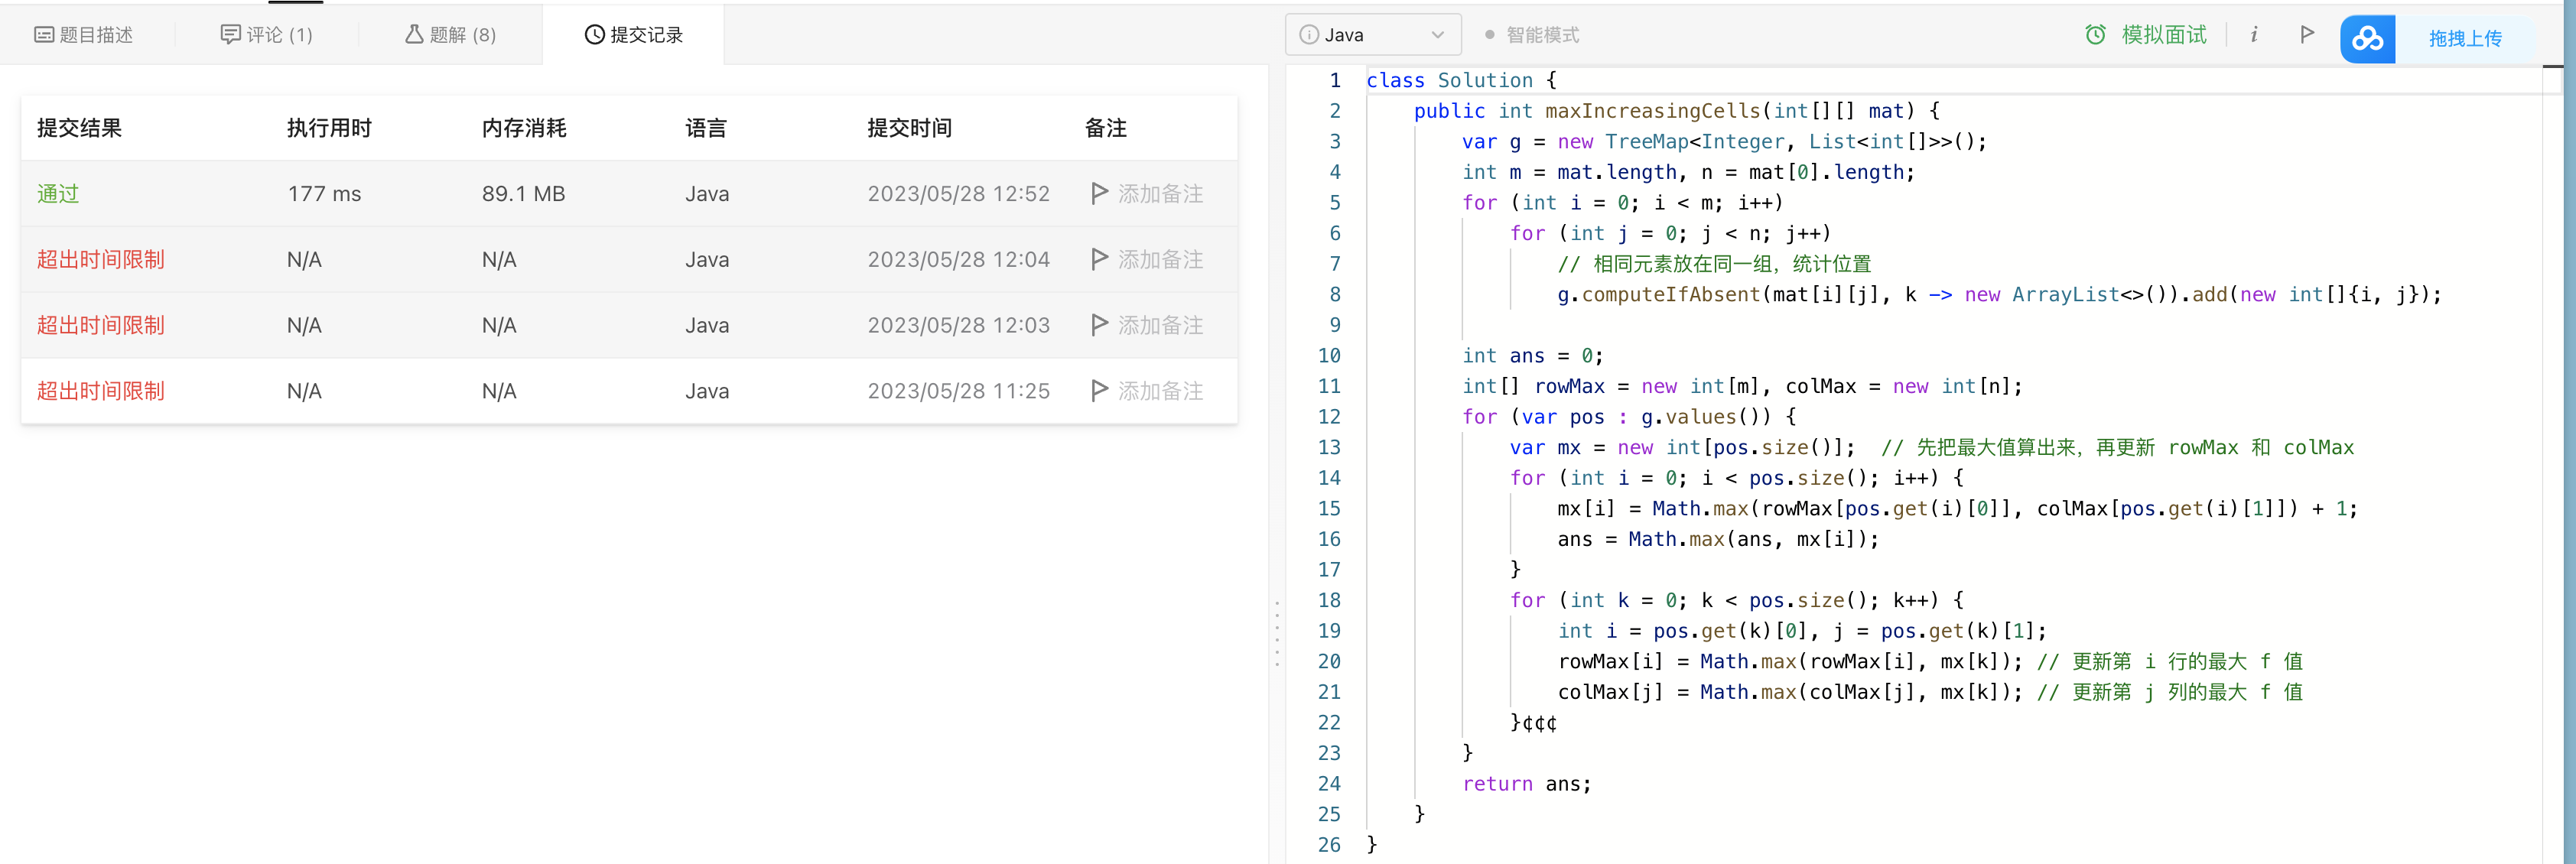 题目描述
评论 (1)
题解 (8)
提交记录
提交结果 执行用时 内存消耗 语言 提交时间 备注
通过 177 ms 89.1 MB Java 2023/05/28 12:52 添加备注
超出时间限制 N/A N/A Java 2023/05/28 12:04 添加备注
超出时间限制 N/A N/A Java 2023/05/28 12:03 添加备注
超出时间限制 N/A N/A Java 2023/05/28 11:25 添加备注
i Java
智能模式
模拟面试
i
拖拽上传
1 class Solution {
2 public int maxIncreasingCells(int[][] mat) {
3 var g = new TreeMap<Integer, List<int[]>>();
4 int m = mat.length, n = mat[0].length;
5 for (int i = 0; i < m; i++)
6 for (int j = 0; j < n; j++)
7 // 相同元素放在同一组，统计位置
8 g.computeIfAbsent(mat[i][j], k -> new ArrayList<>()).add(new int[]{i, j});
9
10 int ans = 0;
11 int[] rowMax = new int[m], colMax = new int[n];
12 for (var pos : g.values()) {
13 var mx = new int[pos.size()]; // 先把最大值算出来，再更新 rowMax 和 colMax
14 for (int i = 0; i < pos.size(); i++) {
15 mx[i] = Math.max(rowMax[pos.get(i)[0]], colMax[pos.get(i)[1]]) + 1;
16 ans = Math.max(ans, mx[i]);
17 }
18 for (int k = 0; k < pos.size(); k++) {
19 int i = pos.get(k)[0], j = pos.get(k)[1];
20 rowMax[i] = Math.max(rowMax[i], mx[k]); // 更新第 i 行的最大 f 值
21 colMax[j] = Math.max(colMax[j], mx[k]); // 更新第 j 列的最大 f 值
22 }¢¢¢
23 }
24 return ans;
25 }
26 }